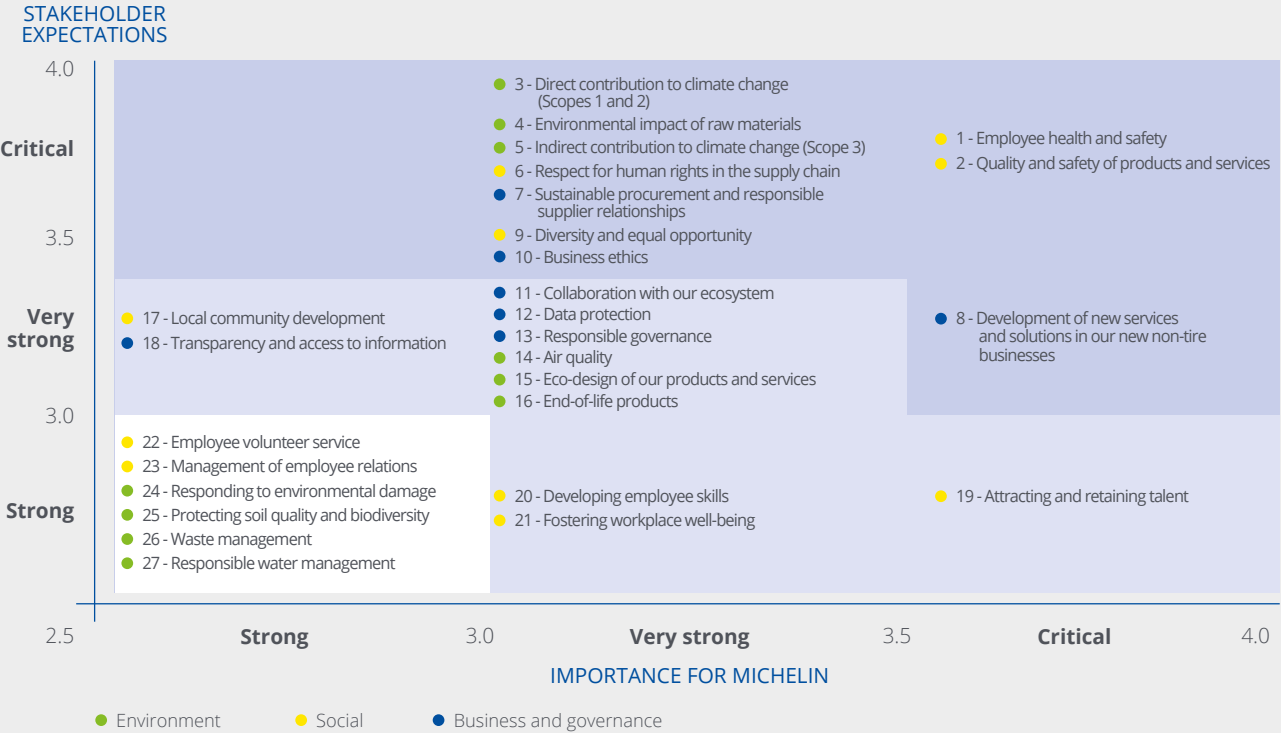 STAKEHOLDER
EXPECTATIONS
4.0
Critical
3.5
Very
strong
3.0
Strong
2.5
3 - Direct contribution to climate change
(Scopes 1 and 2)
4 - Environmental impact of raw materials
5 - Indirect contribution to climate change (Scope 3)
6 - Respect for human rights in the supply chain
7 - Sustainable procurement and responsible
supplier relationships
9 - Diversity and equal opportunity
10 - Business ethics
1 - Employee health and safety
2 - Quality and safety of products and services
17 - Local community development
18 - Transparency and access to information
11 - Collaboration with our ecosystem
12 - Data protection
13 - Responsible governance
14 - Air quality
15 - Eco-design of our products and services
16 - End-of-life products
8 - Development of new services
and solutions in our new non-tire
businesses
22 - Employee volunteer service
23 - Management of employee relations
24 - Responding to environmental damage
25 - Protecting soil quality and biodiversity
26 - Waste management
27 - Responsible water management
20 - Developing employee skills
21 - Fostering workplace well-being
19 - Attracting and retaining talent
Strong
3.0
Very strong
3.5
Critical
4.0
IMPORTANCE FOR MICHELIN
Environment
Social
Business and governance